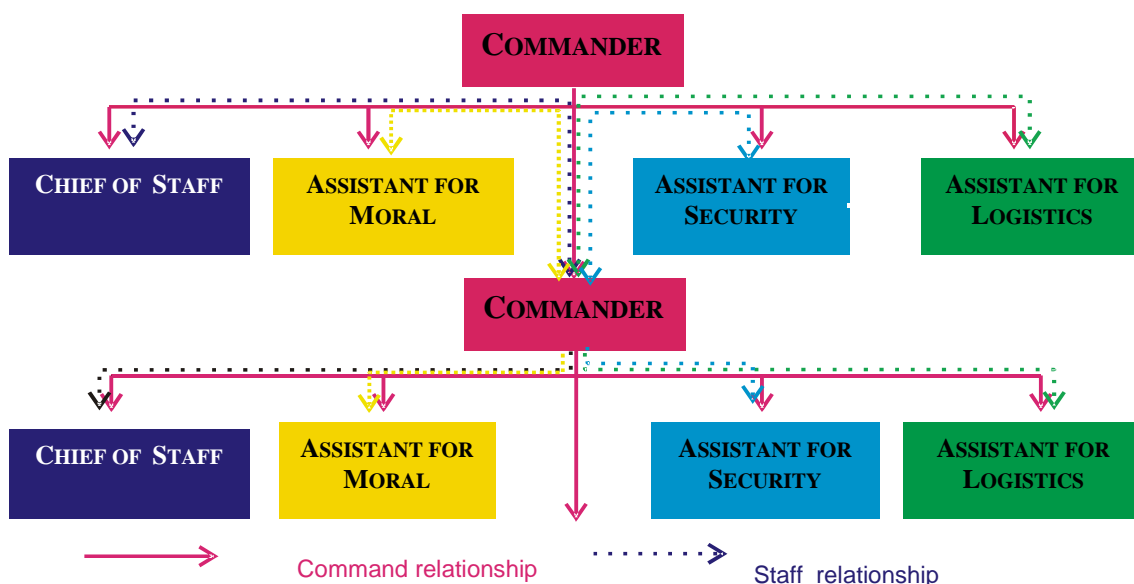 COMMANDER
CHIEF OF STAFF
ASSISTANT FOR
MORAL
ASSISTANT FOR
SECURITY
ASSISTANT FOR
LOGISTICS
COMMANDER
CHIEF OF STAFF
ASSISTANT FOR
MORAL
ASSISTANT FOR
SECURITY
ASSISTANT FOR
LOGISTICS
Command relationship
Staff relationship